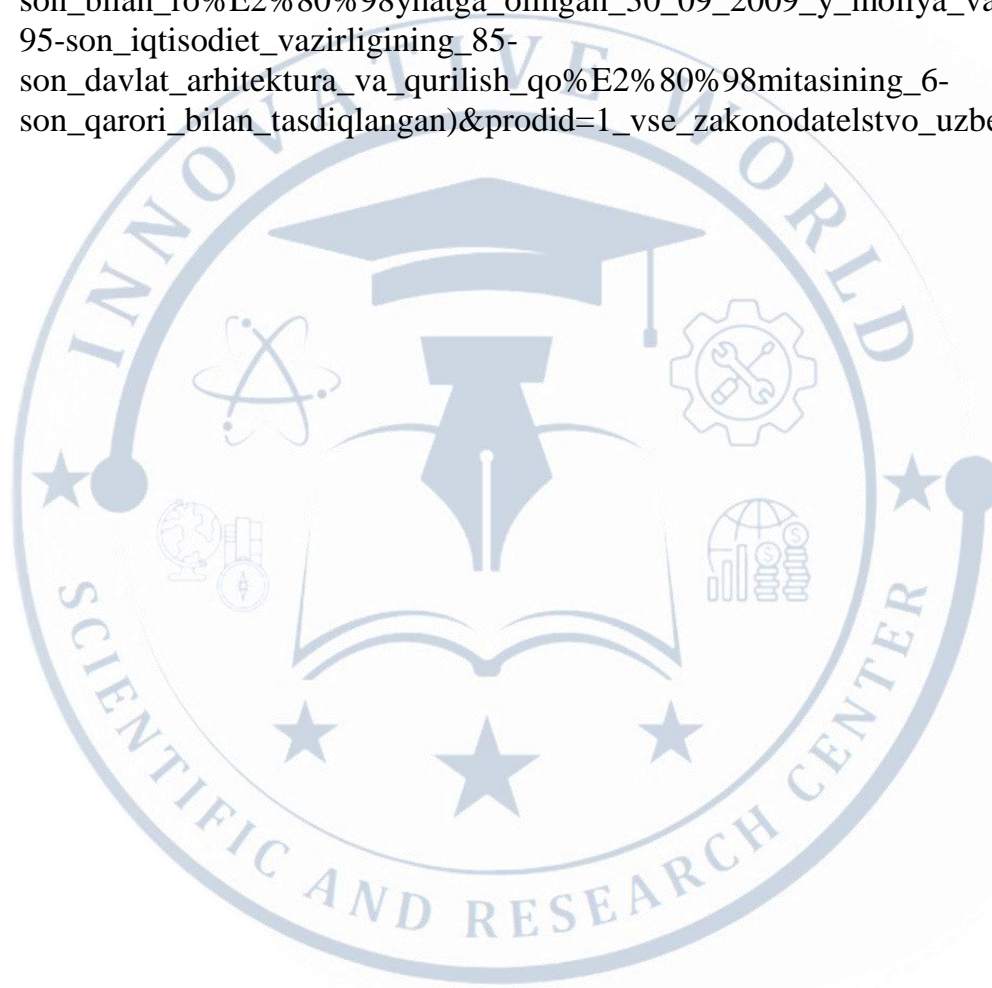 95-son_iqtisodiet_vazirligining_85-
son_davlat_arhitektura_va_qurilish_qo%E2%80%98mitasining_6-
son_qarori_bilan_tasdiqlangan)&prodid=1_vse_zakonodatelstvo_uzbe
INNOVATIVE WORLD
SCIENTIFIC AND RESEARCH CENTER